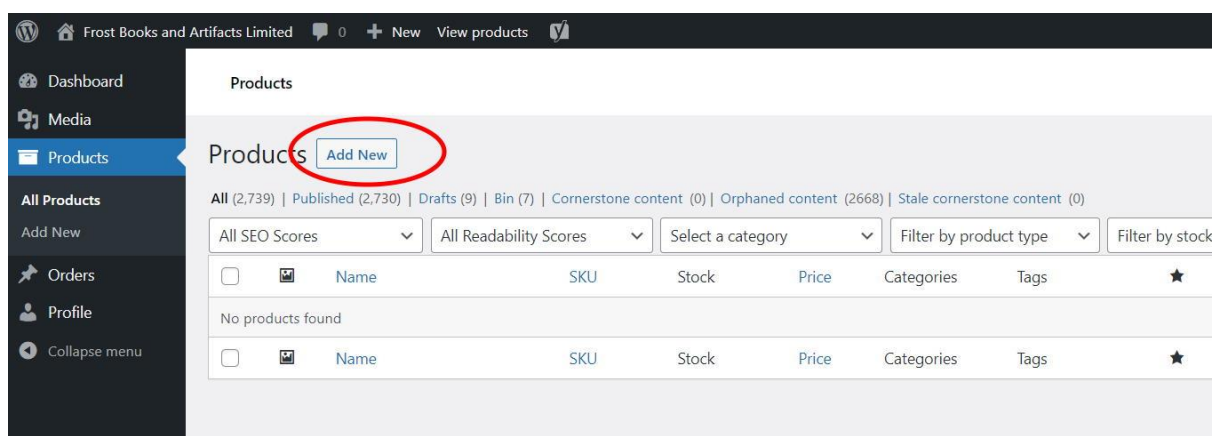 Frost Books and Artifacts Limited 0 New View products
Dashboard
Media
Products
All Products
Add New
Orders
Profile
Collapse menu
Products
Products Add New
All (2,739) | Published (2,730) | Drafts (9) | Bin (7) | Cornerstone content (0) | Orphaned content (2668) | Stale cornerstone content (0)
All SEO Scores All Readability Scores Select a category Filter by product type Filter by stock
Name SKU Stock Price Categories Tags
No products found
Name SKU Stock Price Categories Tags